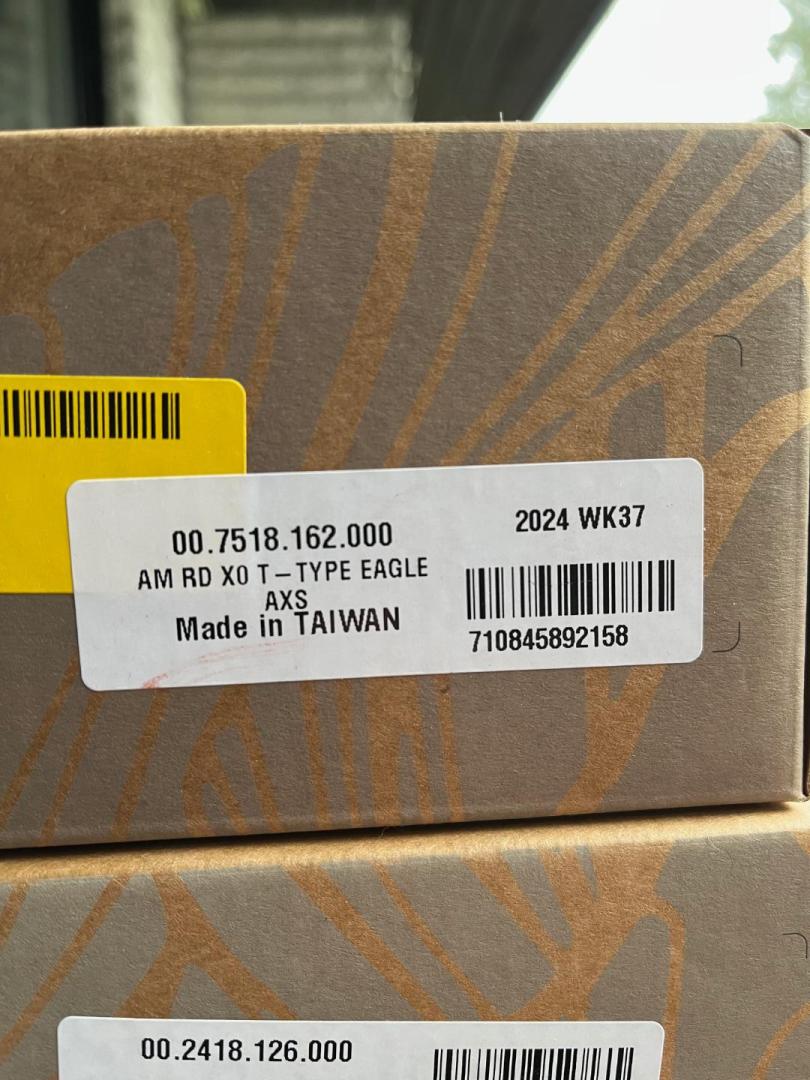 00.7518.162.000
2024 WK37
AM RD X0 T-TYPE EAGLE
AXS
Made in TAIWAN
710845892158
00.2418.126.000